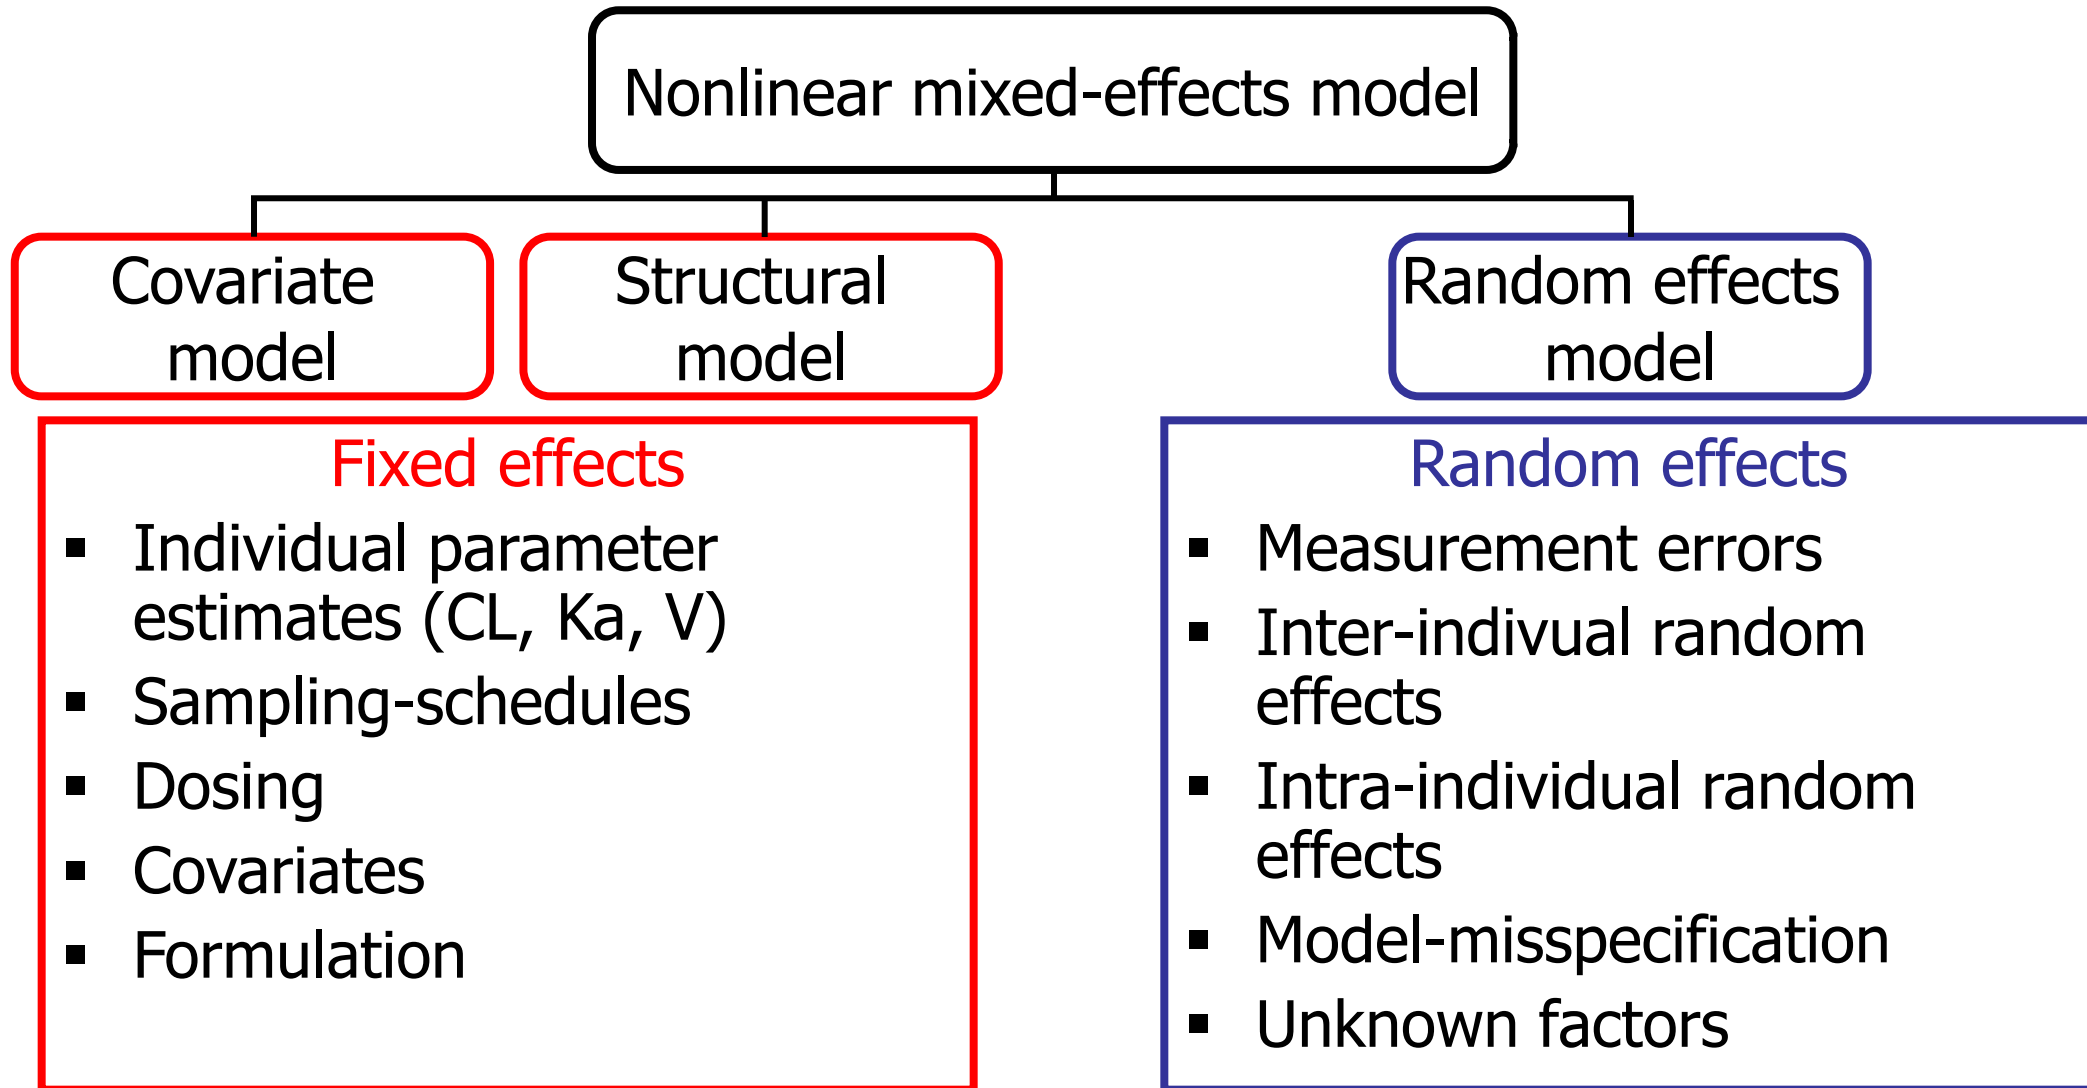 Nonlinear mixed-effects model
Covariate
model
Structural
model
Random effects
model
Fixed effects
▪ Individual parameter
estimates (CL, Ka, V)
▪ Sampling-schedules
▪ Dosing
▪ Covariates
▪ Formulation
Random effects
▪ Measurement errors
▪ Inter-indivual random
effects
▪ Intra-individual random
effects
▪ Model-misspecification
▪ Unknown factors